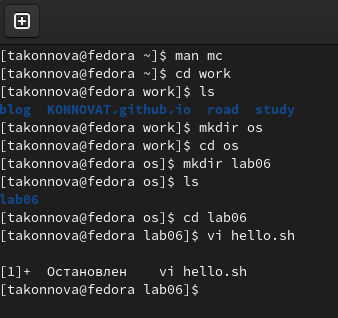 [takonnova@fedora ~]$ man mc
[takonnova@fedora ~]$ cd work
[takonnova@fedora work]$ ls
blog  KONNOVAT.github.io  road  study
[takonnova@fedora work]$ mkdir os
[takonnova@fedora work]$ cd os
[takonnova@fedora os]$ mkdir lab06
[takonnova@fedora os]$ ls
lab06
[takonnova@fedora os]$ cd lab06
[takonnova@fedora lab06]$ vi hello.sh
[1]+  Остановлен    vi hello.sh
[takonnova@fedora lab06]$